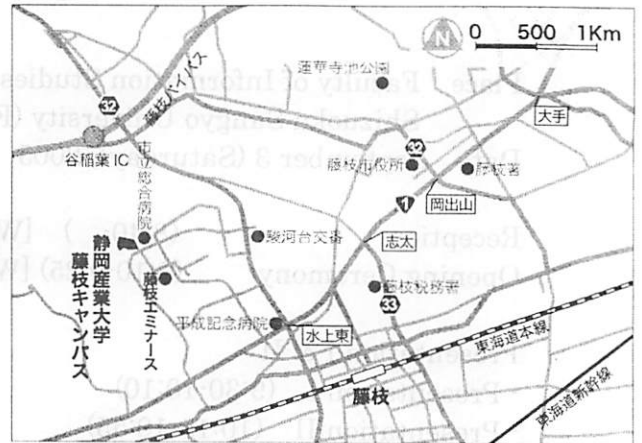 N
0 500 1Km
蓮華寺池公園
藤枝バイパス
32
谷稲葉 IC
市立総合病院
大手
藤枝市役所
32
藤枝署
岡出山
1
志太
駿河台交番
静岡産業大学
藤枝キャンパス
藤枝エミナース
藤枝税務署
33
平成記念病院
水上東
東海道本線
藤枝
東海道新幹線